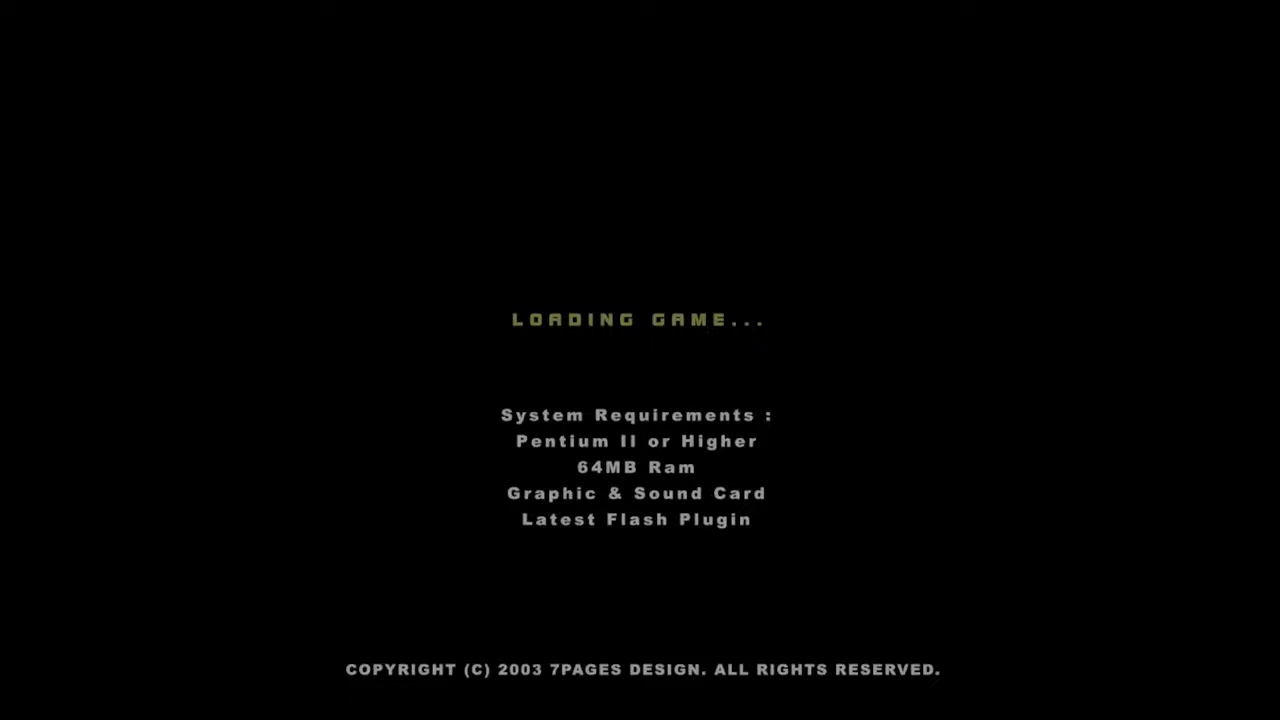 LOADING GAME...
System Requirements :
Pentium II or Higher
64MB Ram
Graphic & Sound Card
Latest Flash Plugin
COPYRIGHT (C) 2003 7PAGES DESIGN. ALL RIGHTS RESERVED.